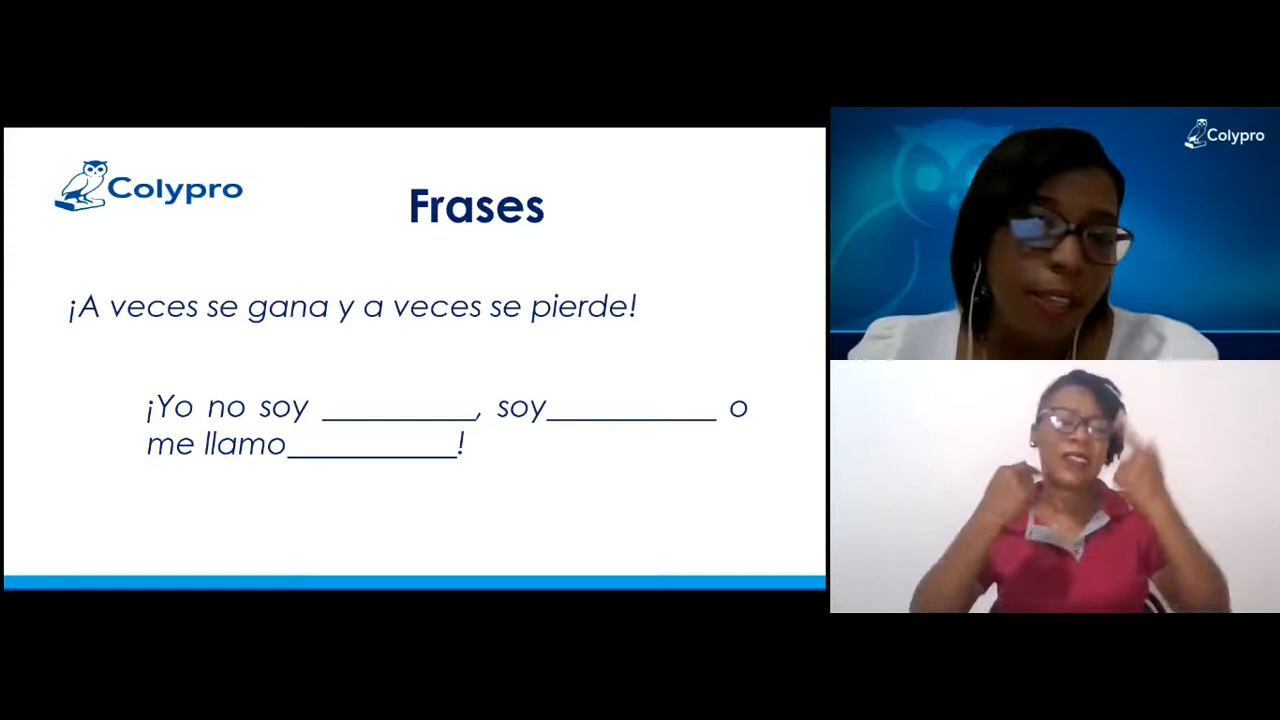 Colypro
Frases
¡A veces se gana y a veces se pierde!
¡Yo no soy __________, soy___________ o
me llamo___________!
Colypro